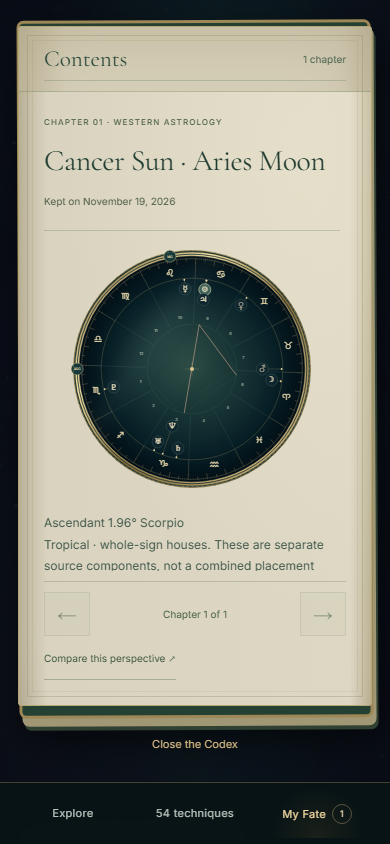 Contents
1 chapter
CHAPTER 01 · WESTERN ASTROLOGY
Cancer Sun · Aries Moon
Kept on November 19, 2026
Ascendant 1.96° Scorpio
Tropical · whole-sign houses. These are separate
source components, not a combined placement
←
Chapter 1 of 1
→
Compare this perspective ↗
Close the Codex
Explore
54 techniques
My Fate 1